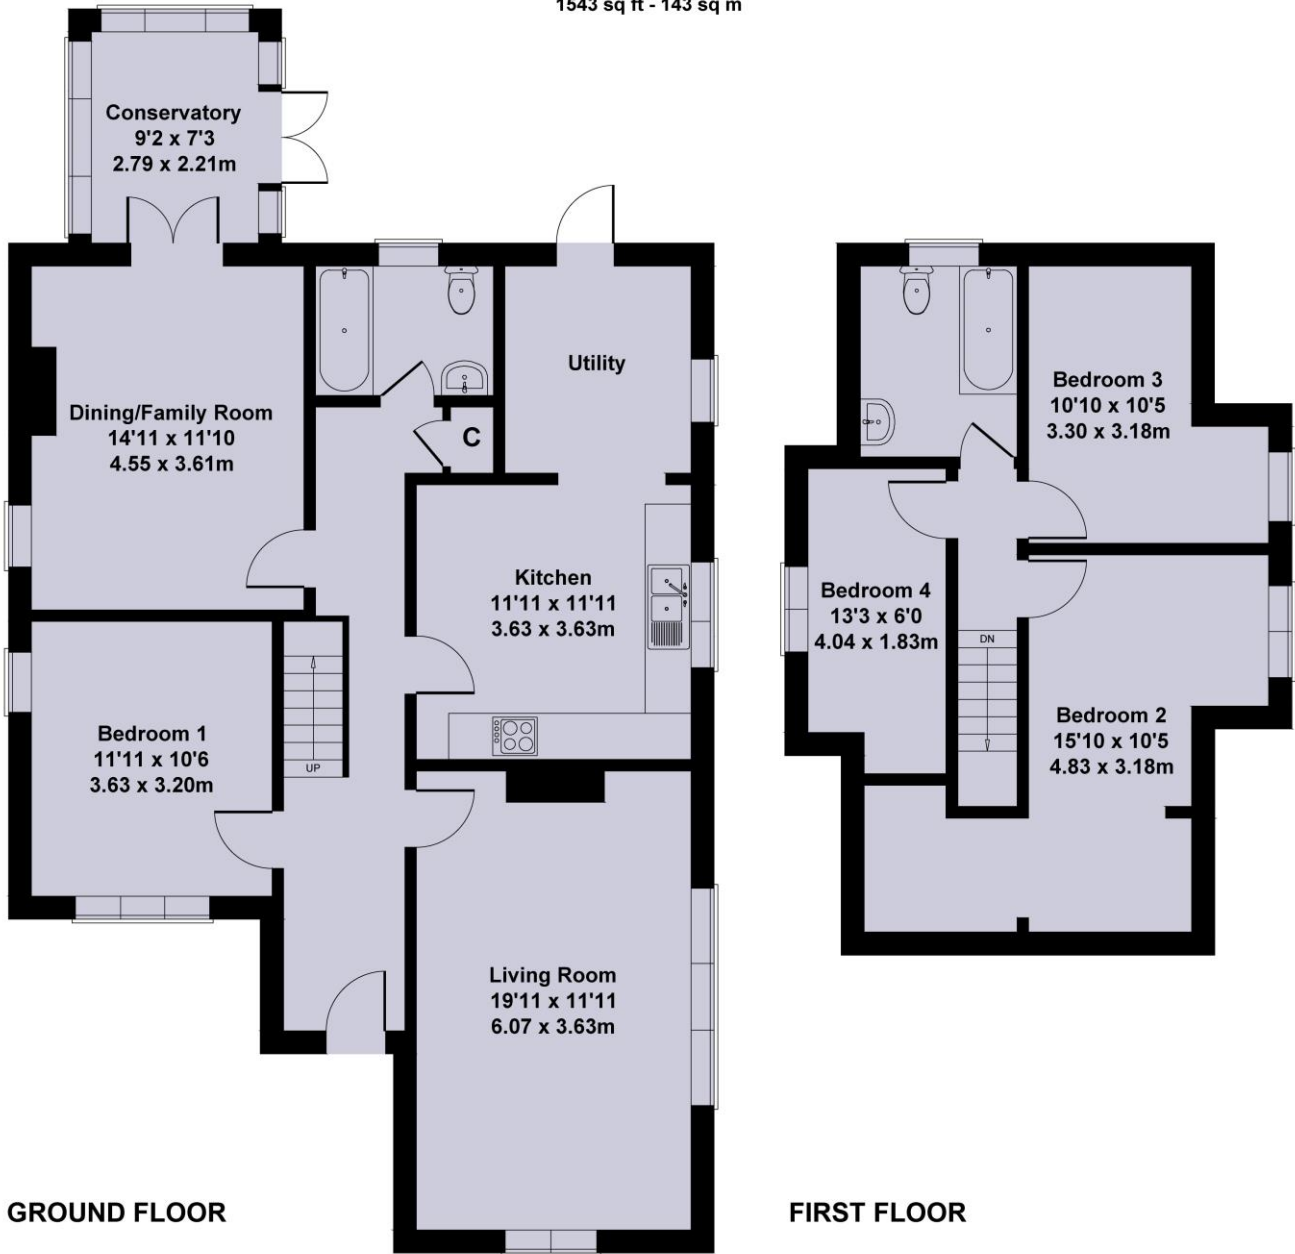 1543 sq ft - 143 sq m
Conservatory
9'2 x 7'3
2.79 x 2.21m
Utility
Dining/Family Room
14'11 x 11'10
4.55 x 3.61m
C
Kitchen
11'11 x 11'11
3.63 x 3.63m
Bedroom 1
11'11 x 10'6
3.63 x 3.20m
UP
Living Room
19'11 x 11'11
6.07 x 3.63m
GROUND FLOOR
Bedroom 3
10'10 x 10'5
3.30 x 3.18m
Bedroom 4
13'3 x 6'0
4.04 x 1.83m
DN
Bedroom 2
15'10 x 10'5
4.83 x 3.18m
FIRST FLOOR